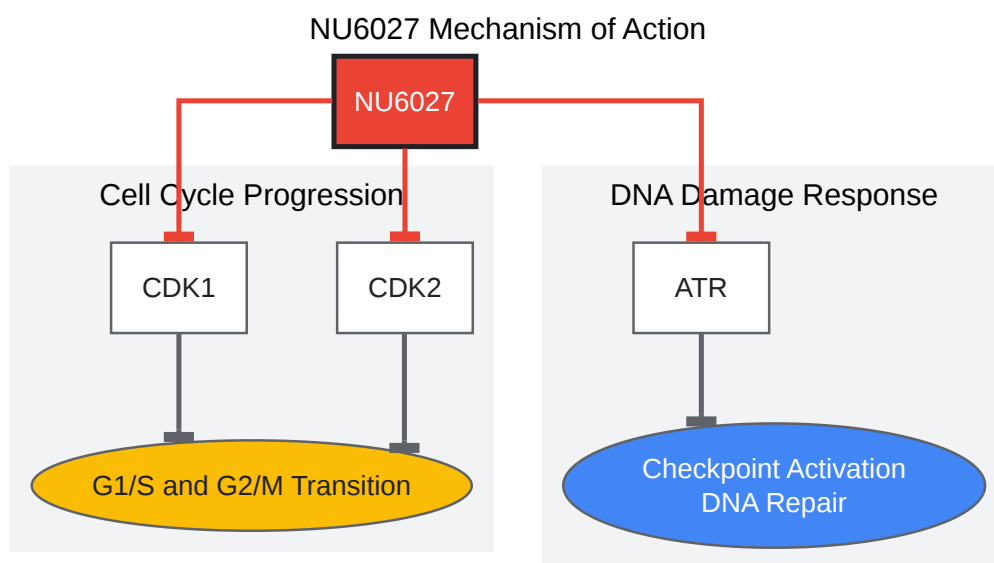 NU6027 Mechanism of Action
NU6027
Cell Cycle Progression
DNA Damage Response
CDK1
CDK2
ATR
G1/S and G2/M Transition
Checkpoint Activation
DNA Repair